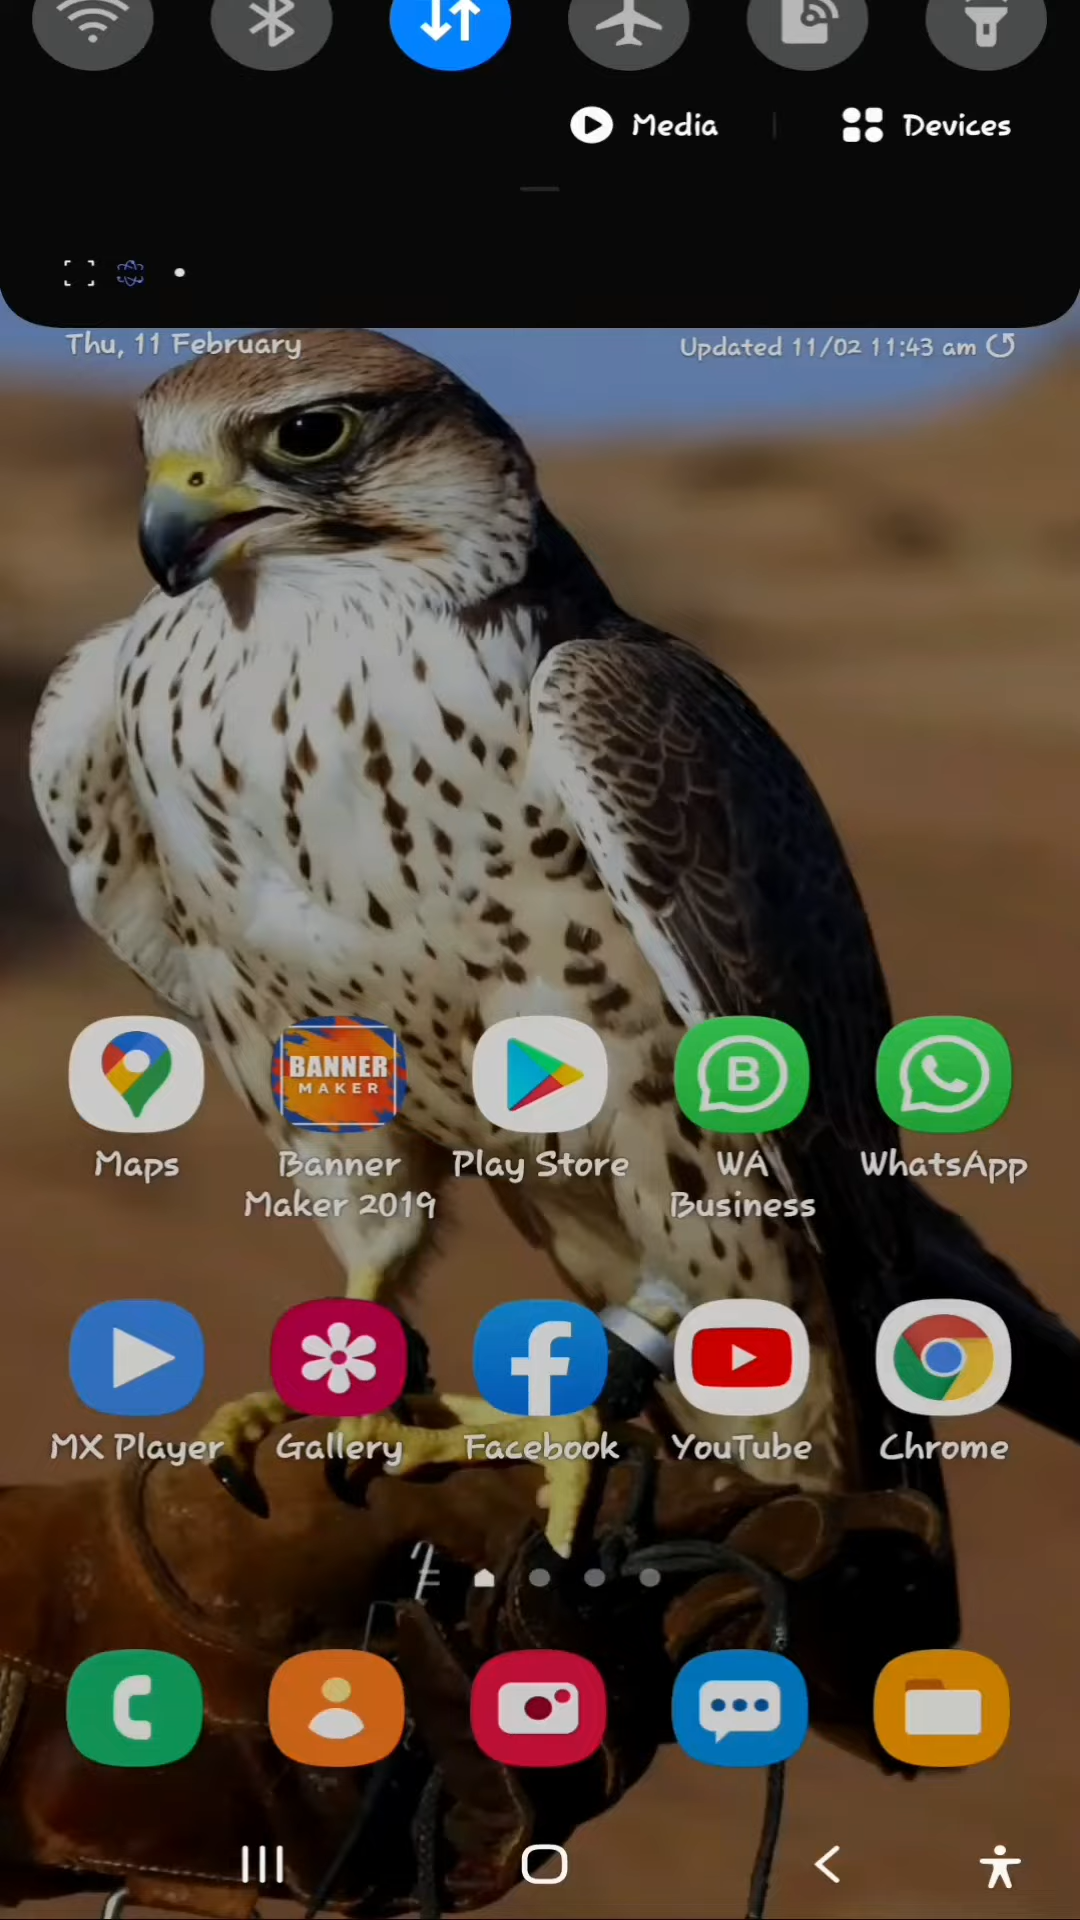 Media
Devices
Thu, 11 February
Updated 11/02 11:43 am
BANNER
MAKER
B
Maps
Banner
Maker 2019
Play Store
WA
Business
WhatsApp
MX Player
Gallery
Facebook
YouTube
Chrome